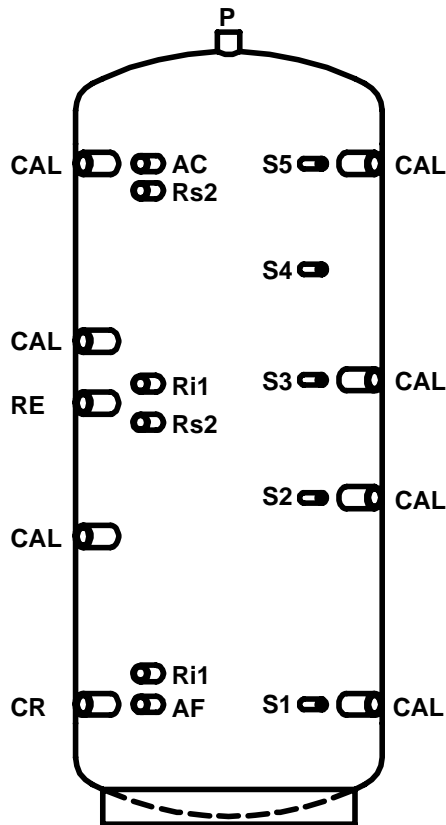 P
CAL AC S5 CAL
Rs2
S4
CAL
Ri1 S3 CAL
RE
Rs2
S2 CAL
CAL
Ri1
CR AF S1 CAL